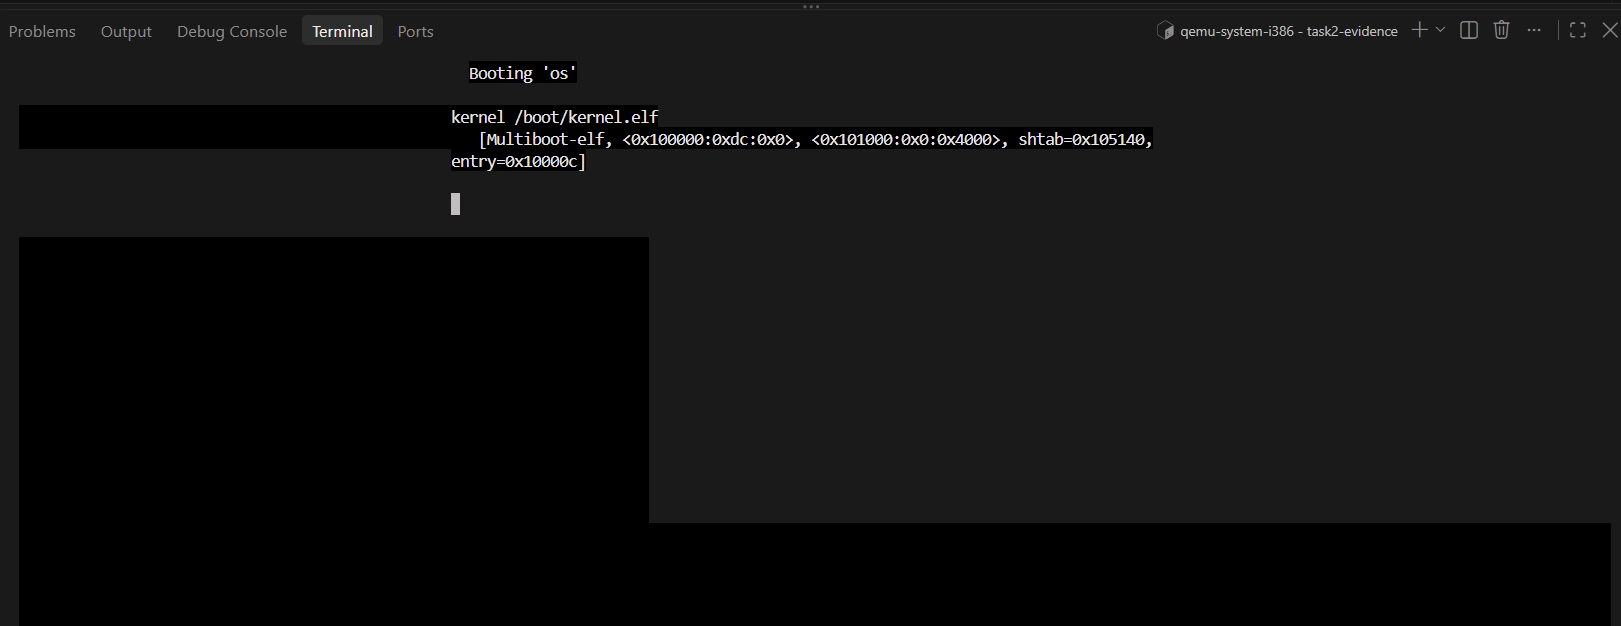 Problems Output Debug Console Terminal Ports qemu-system-i386 - task2-evidence
Booting 'os'
kernel /boot/kernel.elf
[Multiboot-elf, <0x100000:0xdc:0x0>, <0x101000:0x0:0x4000>, shtab=0x105140,
entry=0x10000c]